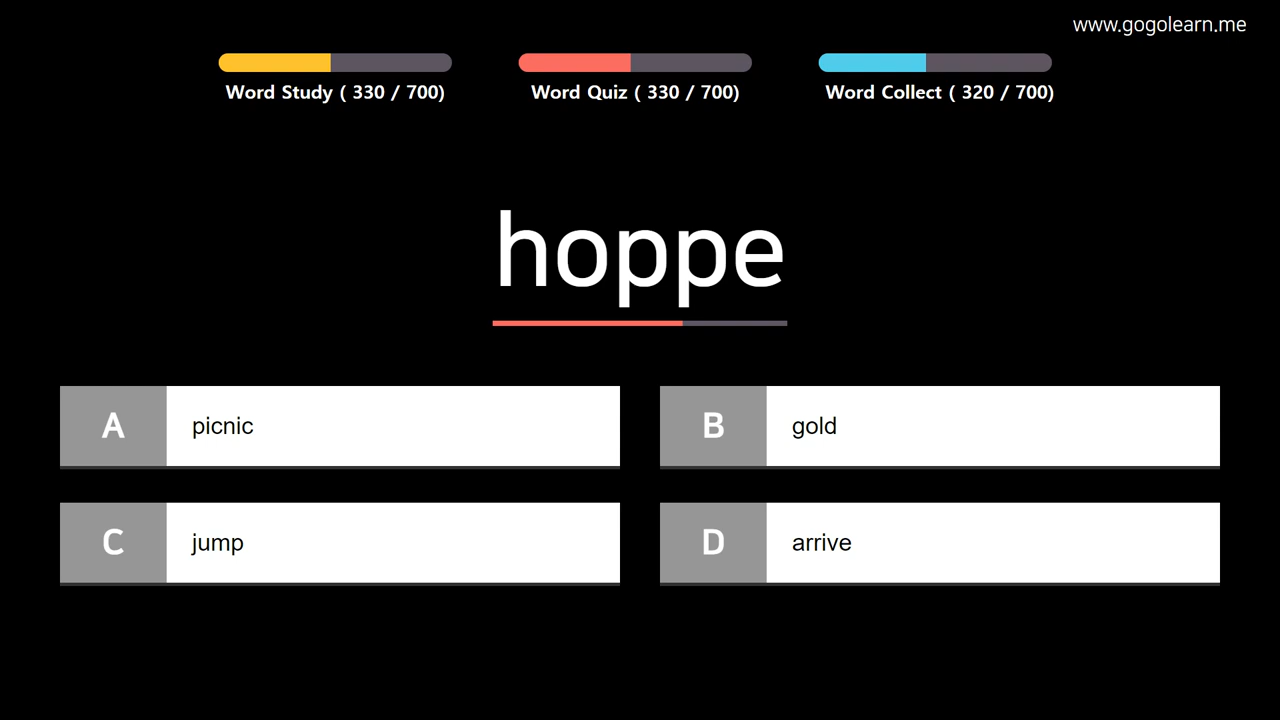 www.gogolearn.me
Word Study ( 330 / 700)
Word Quiz ( 330 / 700)
Word Collect ( 320 / 700)
hoppe
A picnic
B gold
C jump
D arrive